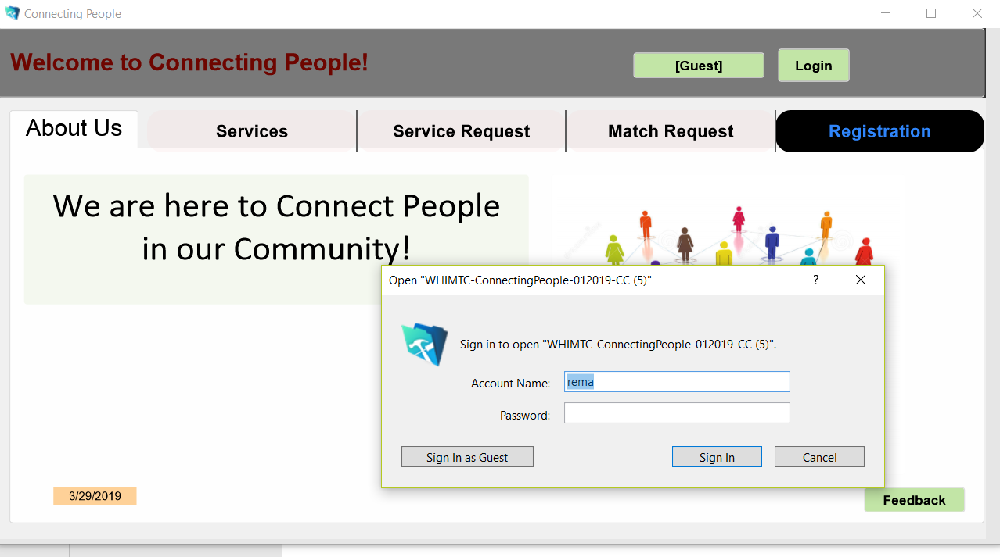 Connecting People
Welcome to Connecting People!
[Guest]
Login
About Us
Services
Service Request
Match Request
Registration
We are here to Connect People
in our Community!
Open "WHIMTC-ConnectingPeople-012019-CC (5)"
?
Sign in to open "WHIMTC-ConnectingPeople-012019-CC (5)".
Account Name:
rema
Password:
Sign In as Guest
Sign In
Cancel
3/29/2019
Feedback